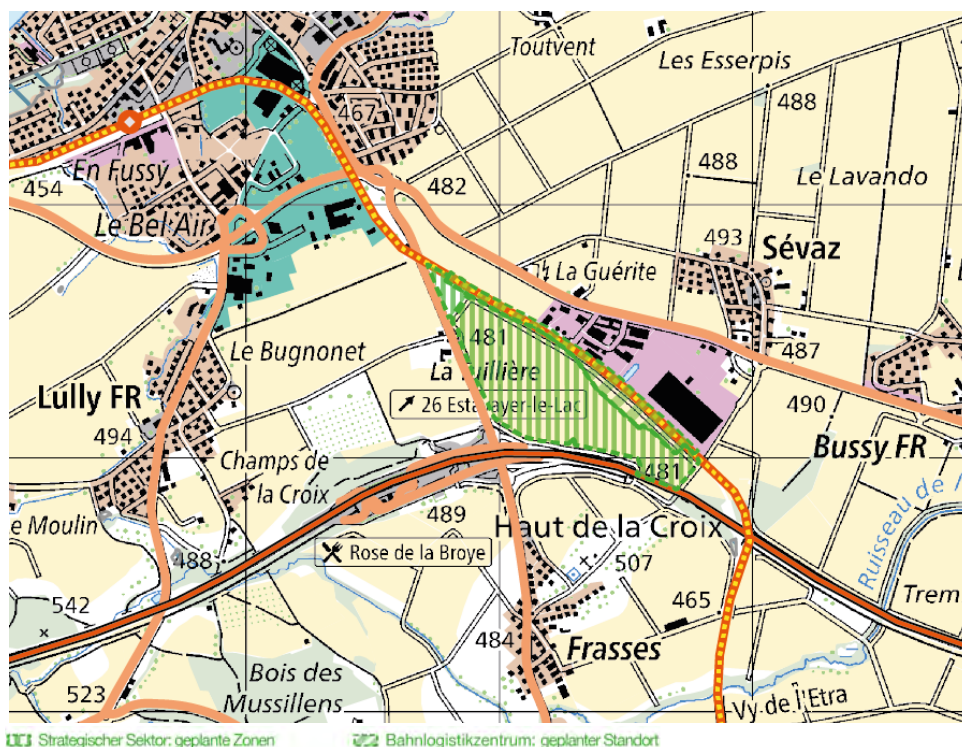 Toutvent
Les Esserpis
1619
467
488
En Fussy
488
454
482
Le Lavando
Le Bel Air
493
Sévaz
La Guérite
481
487
Le Bugnonet
26 Estavayer-le-Lac
Lully FR
490
494
Bussy FR
Champs de
la Croix
481
489
Haut de la Croix
Rose de la Broye
488
507
542
465
484
Frasses
Bois des
Mussillens
523
Vy de l'Etra
Strategischer Sektor: geplante Zonen
Bahnlogistikzentrum: geplanter Standort